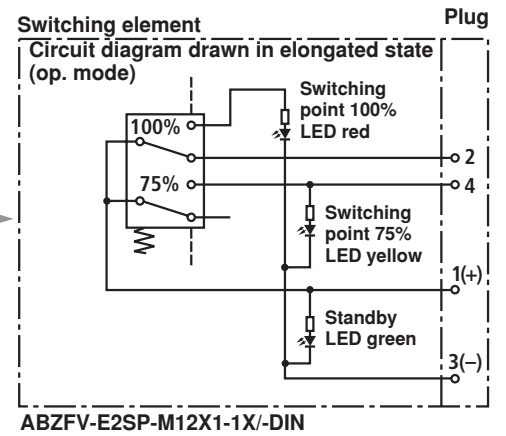 Switching element
Plug
Circuit diagram drawn in elongated state
(op. mode)
Switching
point 100%
LED red
100%
2
75%
4
Switching
point 75%
LED yellow
1(+)
Standby
LED green
3(–)
ABZFV-E2SP-M12X1-1X/-DIN